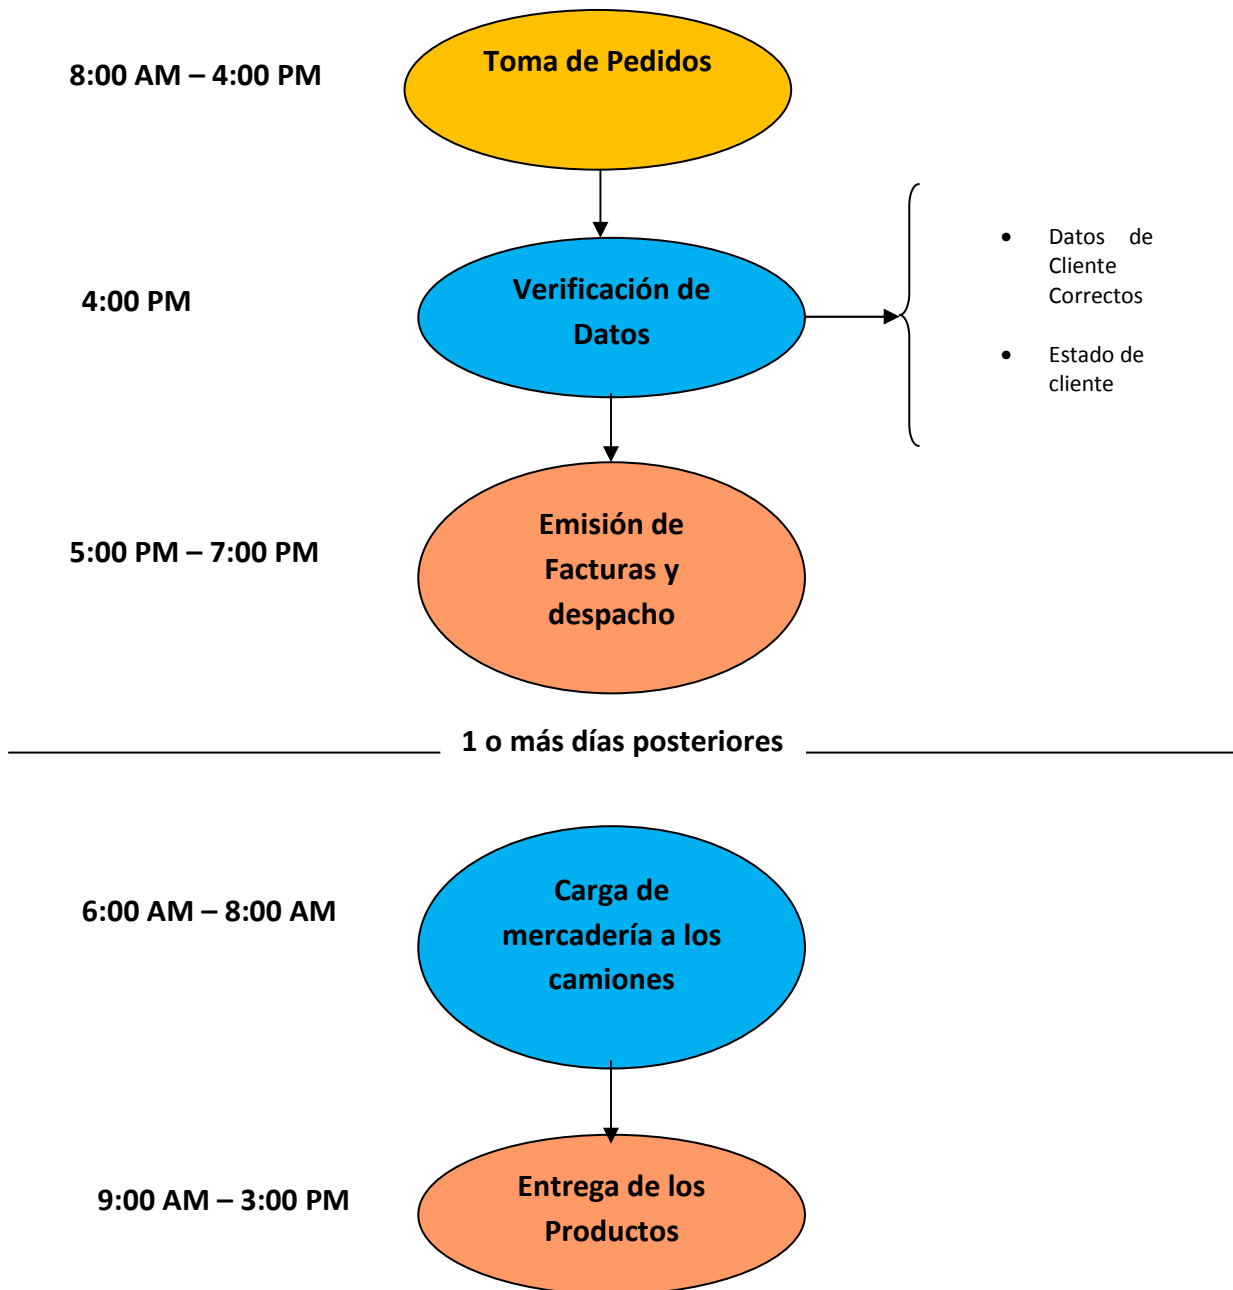 Toma de Pedidos
8:00 AM – 4:00 PM
4:00 PM
Verificación de
Datos
• Datos de
Cliente
Correctos
• Estado de
cliente
5:00 PM – 7:00 PM
Emisión de
Facturas y
despacho
1 o más días posteriores
6:00 AM – 8:00 AM
Carga de
mercadería a los
camiones
9:00 AM – 3:00 PM
Entrega de los
Productos